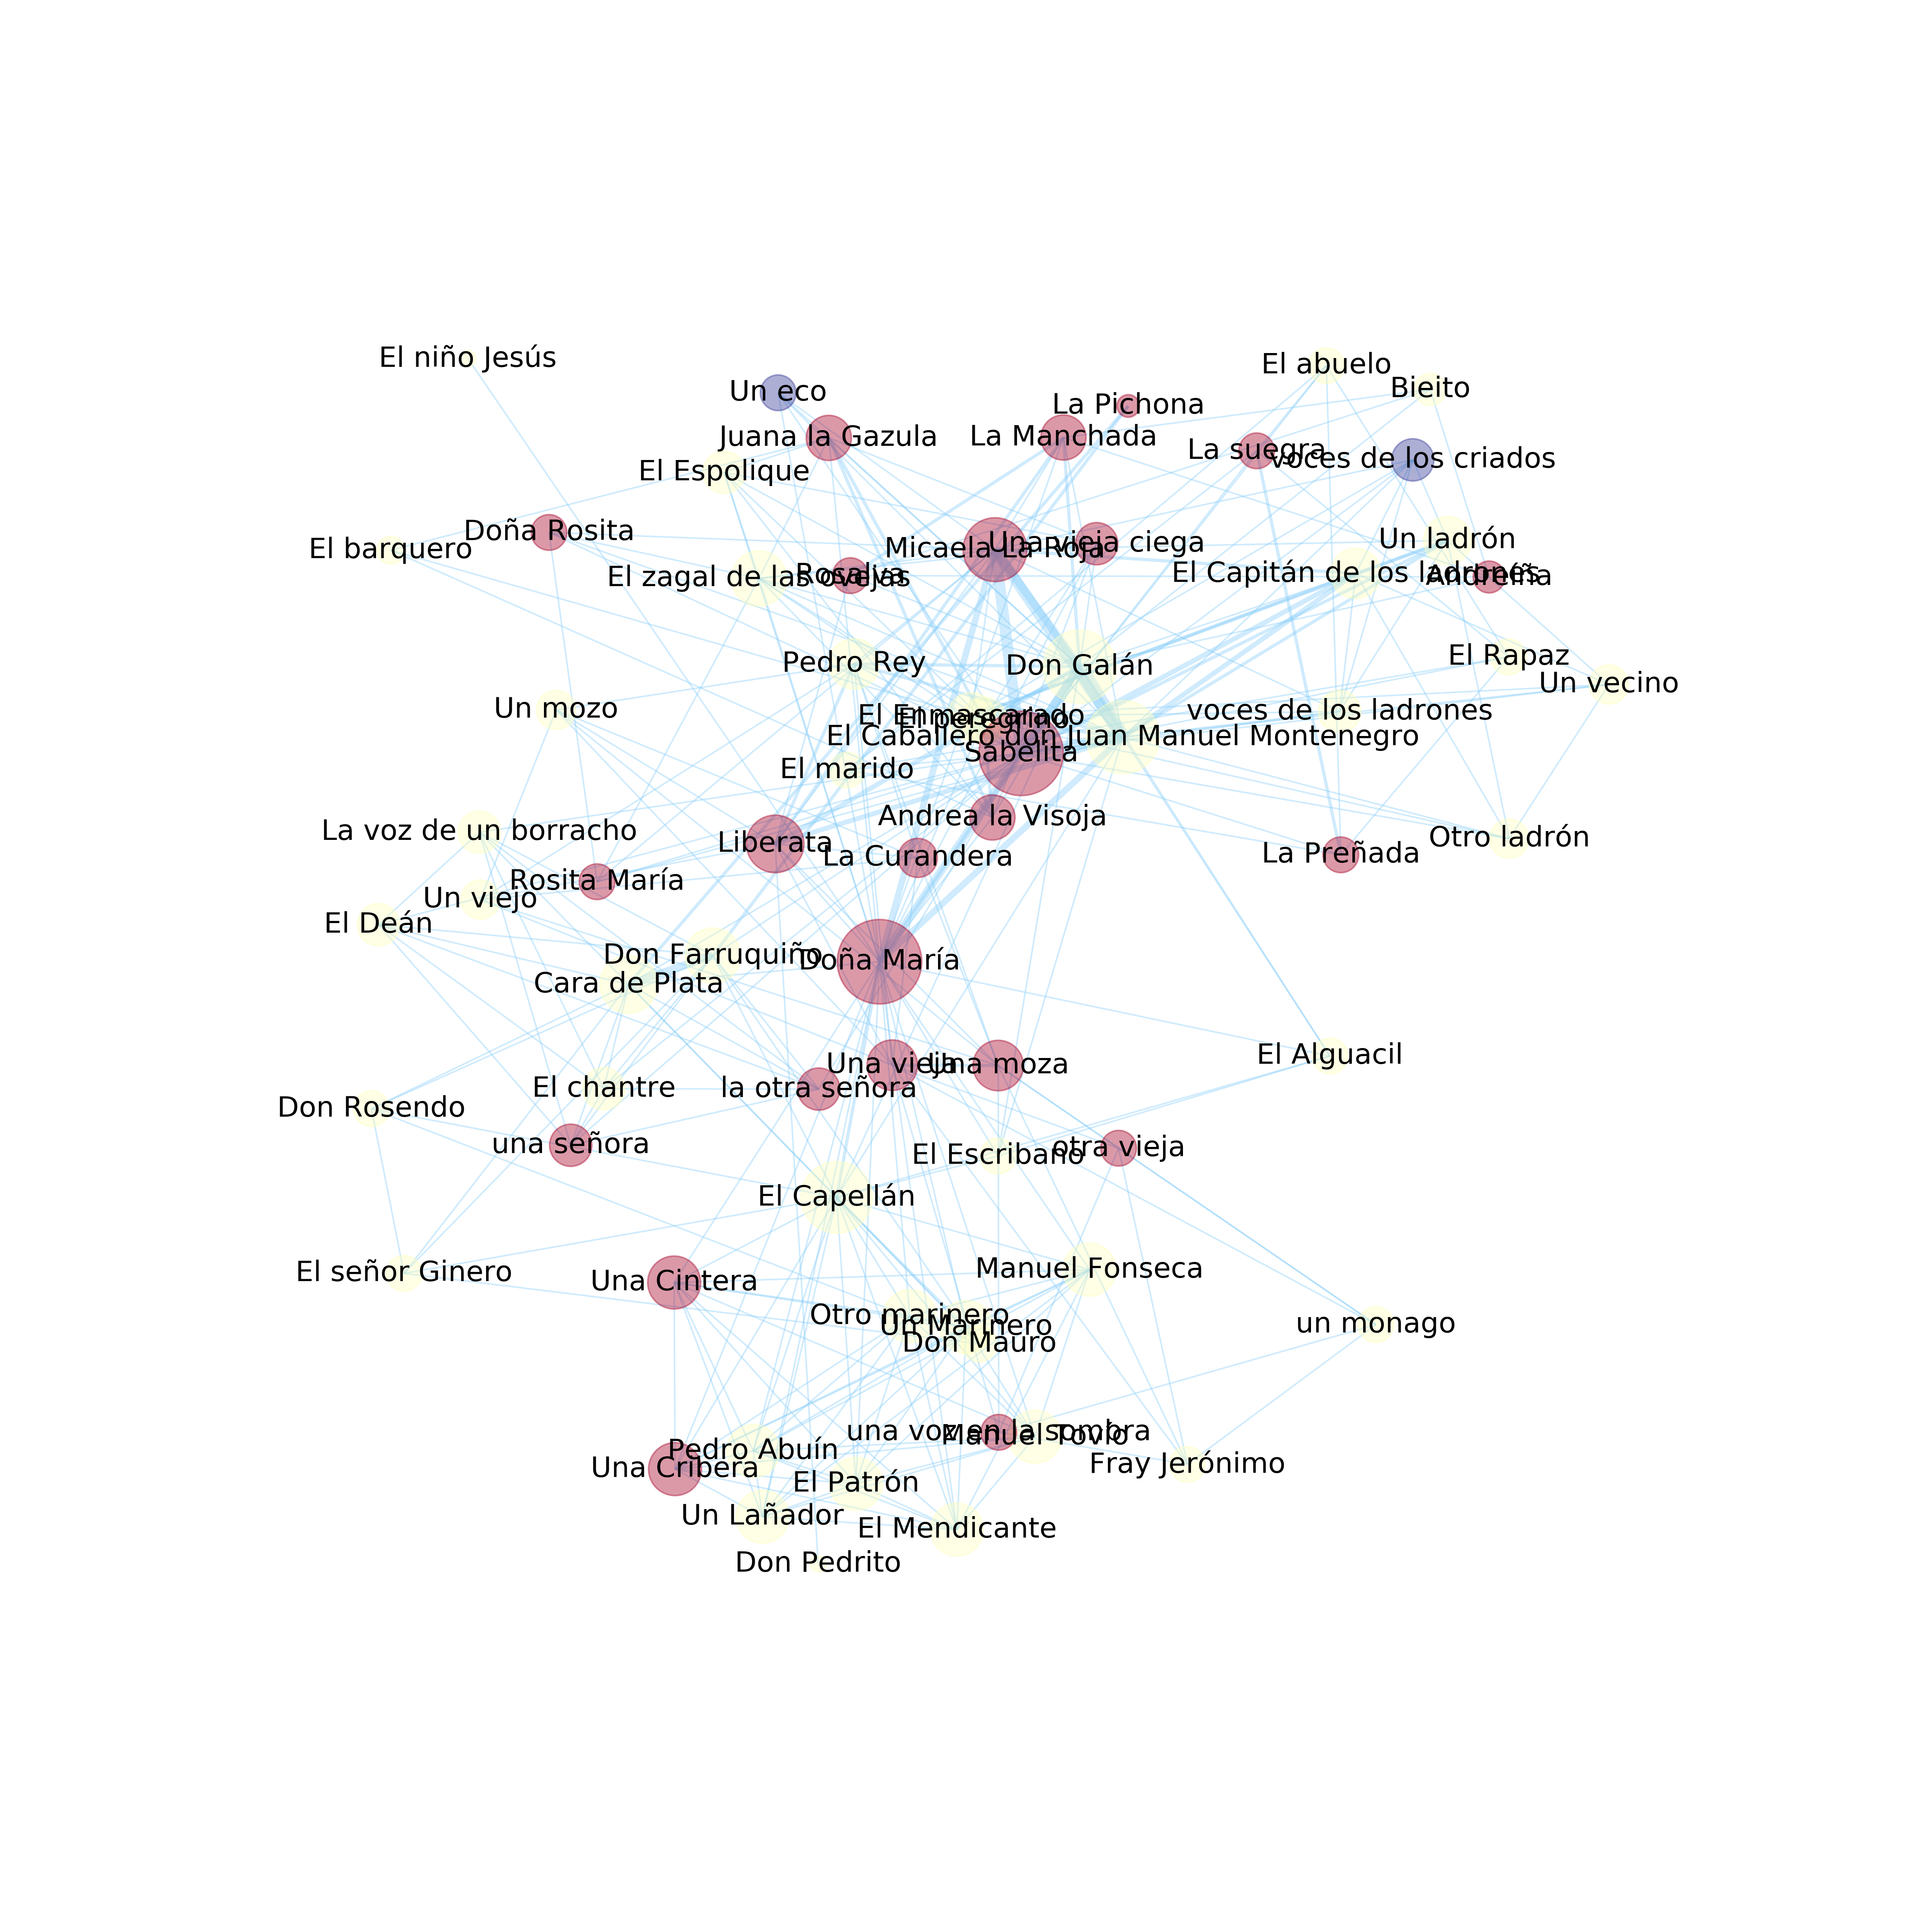 El niño Jesús
El abuelo
Bieito
Un eco
La Pichona
Juana la Gazula
La Manchada
La suegra
voces de los criados
El Espolique
Doña Rosita
El barquero
Micaela La Roja
Una vieja ciega
Un ladrón
El zagal de las ovejas
Rosalva
El Capitán de los ladrones
Andreíña
Pedro Rey
Don Galán
El Rapaz
Un vecino
Un mozo
El Enmascarado
El peregrino
voces de los ladrones
El Caballero don Juan Manuel Montenegro
Sabelita
El marido
Andrea la Visoja
La voz de un borracho
Liberata
La Curandera
La Preñada
Otro ladrón
Rosita María
Un viejo
El Deán
Don Farruquiño
Doña María
Cara de Plata
Una vieja
Una moza
El Alguacil
El chantre
la otra señora
Don Rosendo
una señora
El Escribano
otra vieja
El Capellán
El señor Ginero
Una Cintera
Manuel Fonseca
Otro marinero
Un Marinero
Don Mauro
un monago
una voz en la sombra
Manuel Tovío
Pedro Abuín
Una Cribera
El Patrón
Fray Jerónimo
Un Lañador
El Mendicante
Don Pedrito